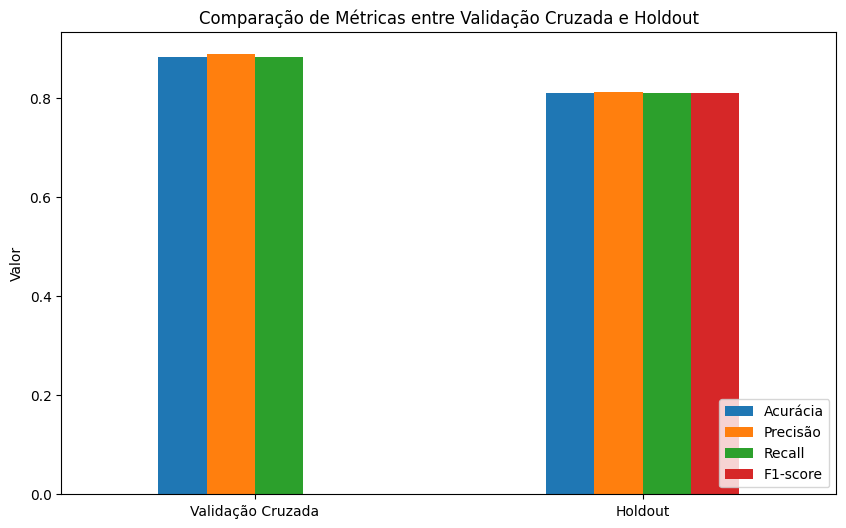 Comparação de Métricas entre Validação Cruzada e Holdout
Valor
0.8
0.6
0.4
0.2
0.0
Validação Cruzada
Holdout
Acurácia
Precisão
Recall
F1-score